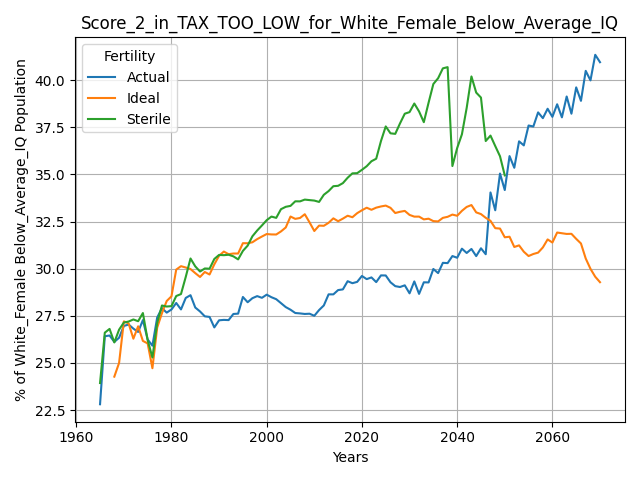 Score_2_in_TAX_TOO_LOW_for_White_Female_Below_Average_IQ
Fertility
Actual
Ideal
Sterile
% of White_Female Below_Average_IQ Population
40.0
37.5
35.0
32.5
30.0
27.5
25.0
22.5
1960
1980
2000
2020
2040
2060
Years